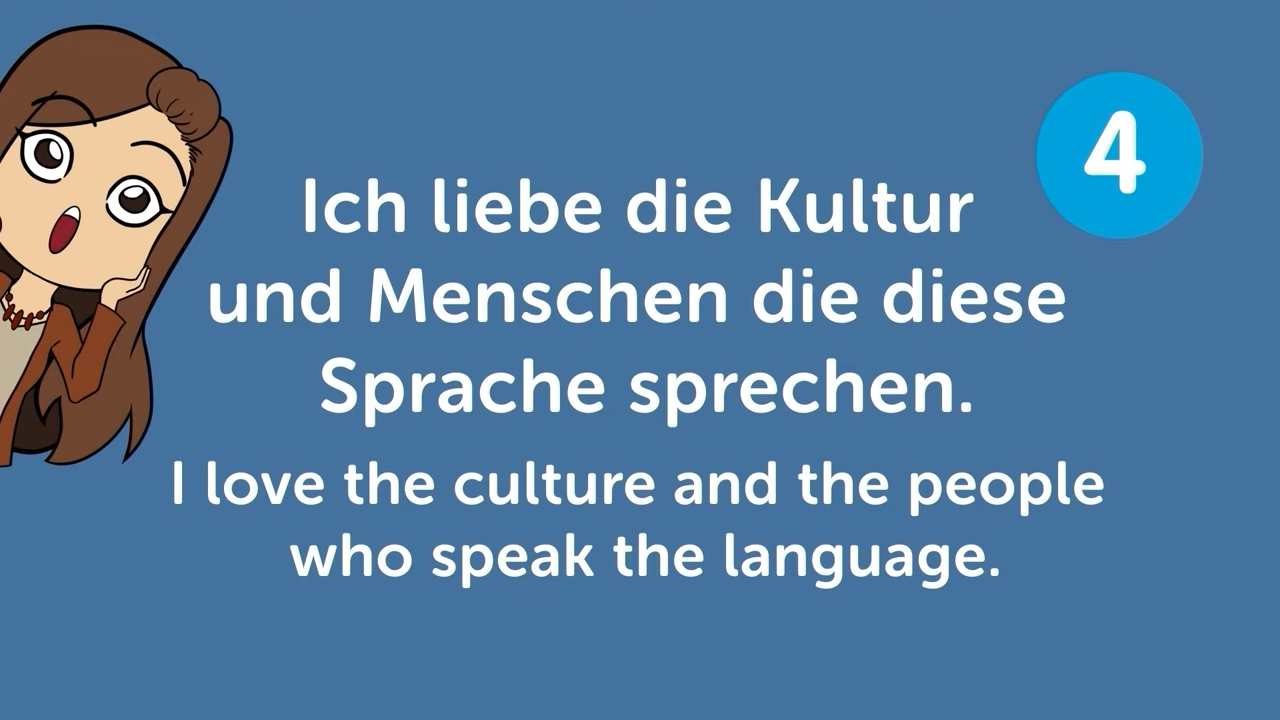 4
Ich liebe die Kultur
und Menschen die diese
Sprache sprechen.
I love the culture and the people
who speak the language.